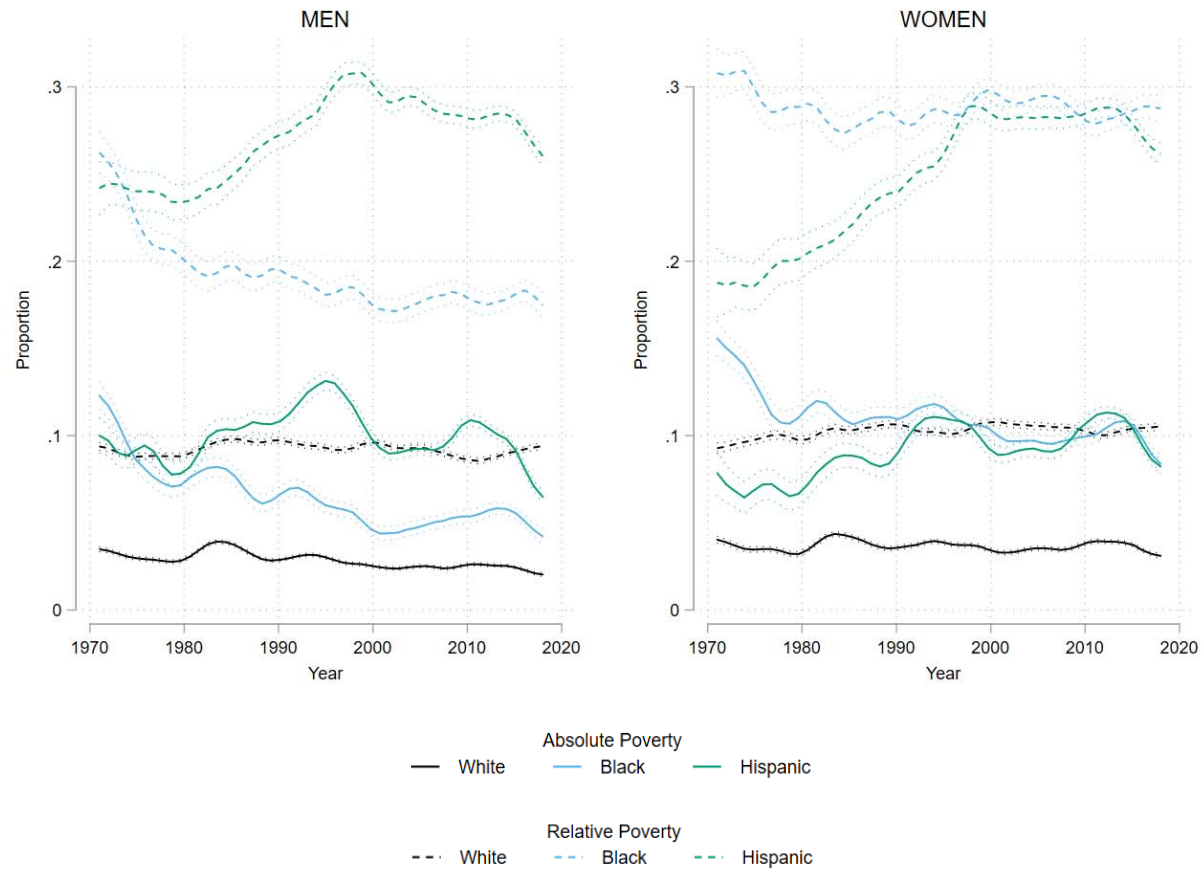 MEN
WOMEN
Proportion
.3
.2
.1
0
1970 1980 1990 2000 2010 2020
Year
Proportion
.3
.2
.1
0
1970 1980 1990 2000 2010 2020
Year
Absolute Poverty
White Black Hispanic
Relative Poverty
White Black Hispanic